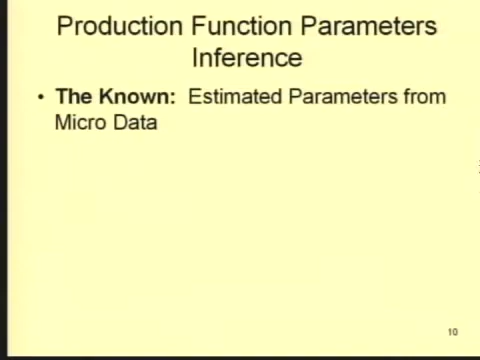 Production Function Parameters
Inference
• The Known: Estimated Parameters from
Micro Data
10